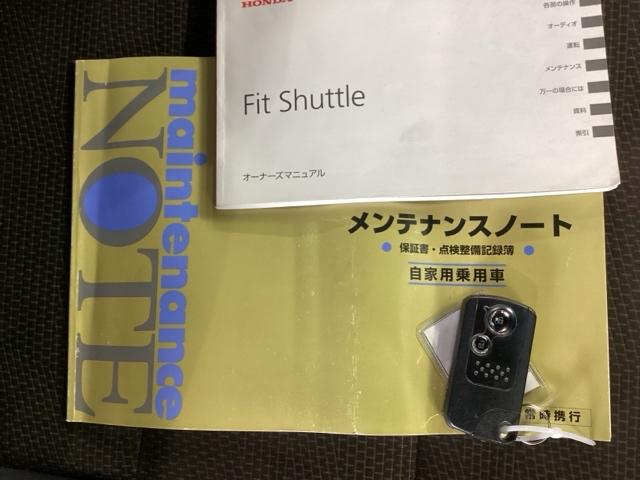 HONDA
Fit Shuttle
オーナーズマニュアル
各部の操作
オーディオ
運転
メンテナンス
万一の場合には
資料
索引
maintenance
NOTE
メンテナンスノート
保証書・点検整備記録簿
自家用乗用車
常時携行